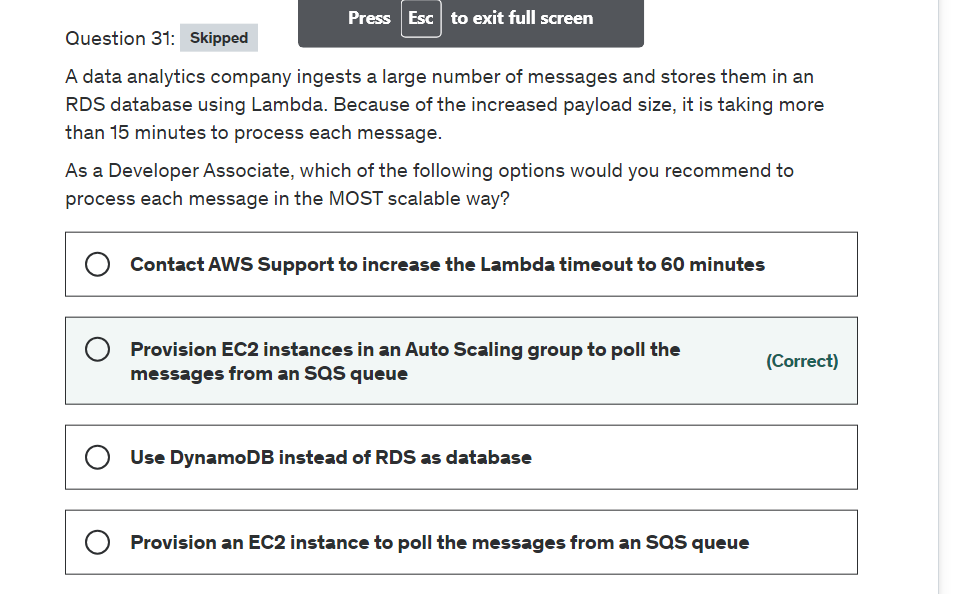 Press Esc to exit full screen
Question 31: Skipped
A data analytics company ingests a large number of messages and stores them in an
RDS database using Lambda. Because of the increased payload size, it is taking more
than 15 minutes to process each message.
As a Developer Associate, which of the following options would you recommend to
process each message in the MOST scalable way?
Contact AWS Support to increase the Lambda timeout to 60 minutes
Provision EC2 instances in an Auto Scaling group to poll the
messages from an SQS queue
(Correct)
Use DynamoDB instead of RDS as database
Provision an EC2 instance to poll the messages from an SQS queue